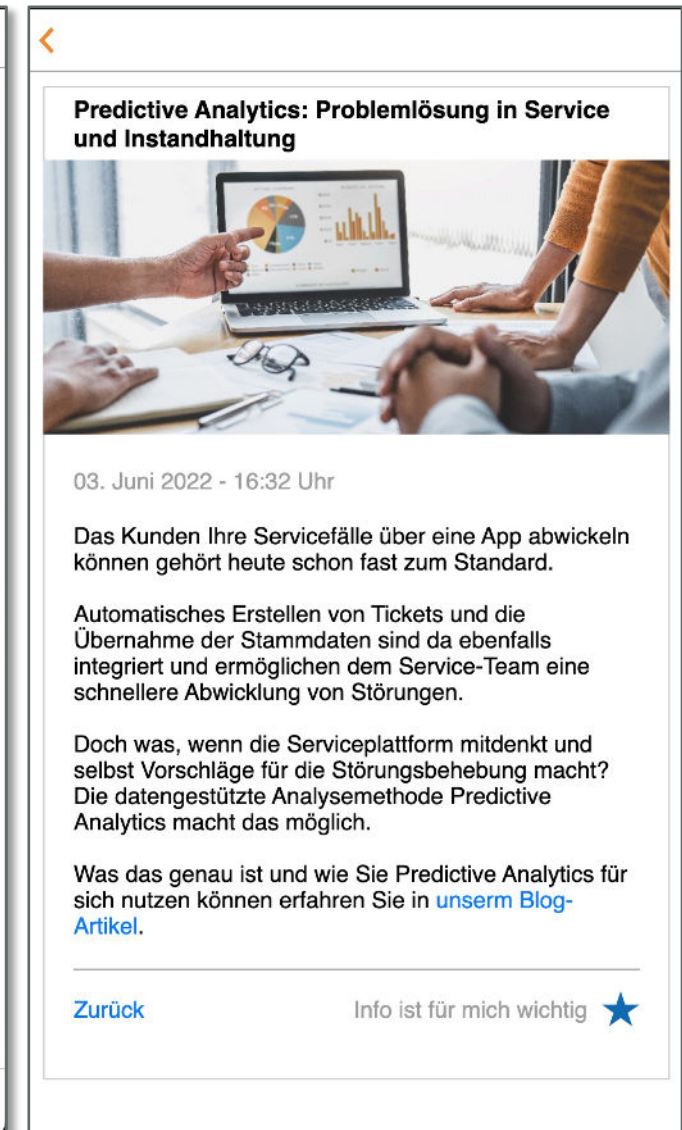 Predictive Analytics: Problemlösung in Service
und Instandhaltung
03. Juni 2022 - 16:32 Uhr
Das Kunden Ihre Servicefälle über eine App abwickeln
können gehört heute schon fast zum Standard.
Automatisches Erstellen von Tickets und die
Übernahme der Stammdaten sind da ebenfalls
integriert und ermöglichen dem Service-Team eine
schnellere Abwicklung von Störungen.
Doch was, wenn die Serviceplattform mitdenkt und
selbst Vorschläge für die Störungsbehebung macht?
Die datengestützte Analysemethode Predictive
Analytics macht das möglich.
Was das genau ist und wie Sie Predictive Analytics für
sich nutzen können erfahren Sie in unserm Blog-
Artikel.
Zurück
Info ist für mich wichtig